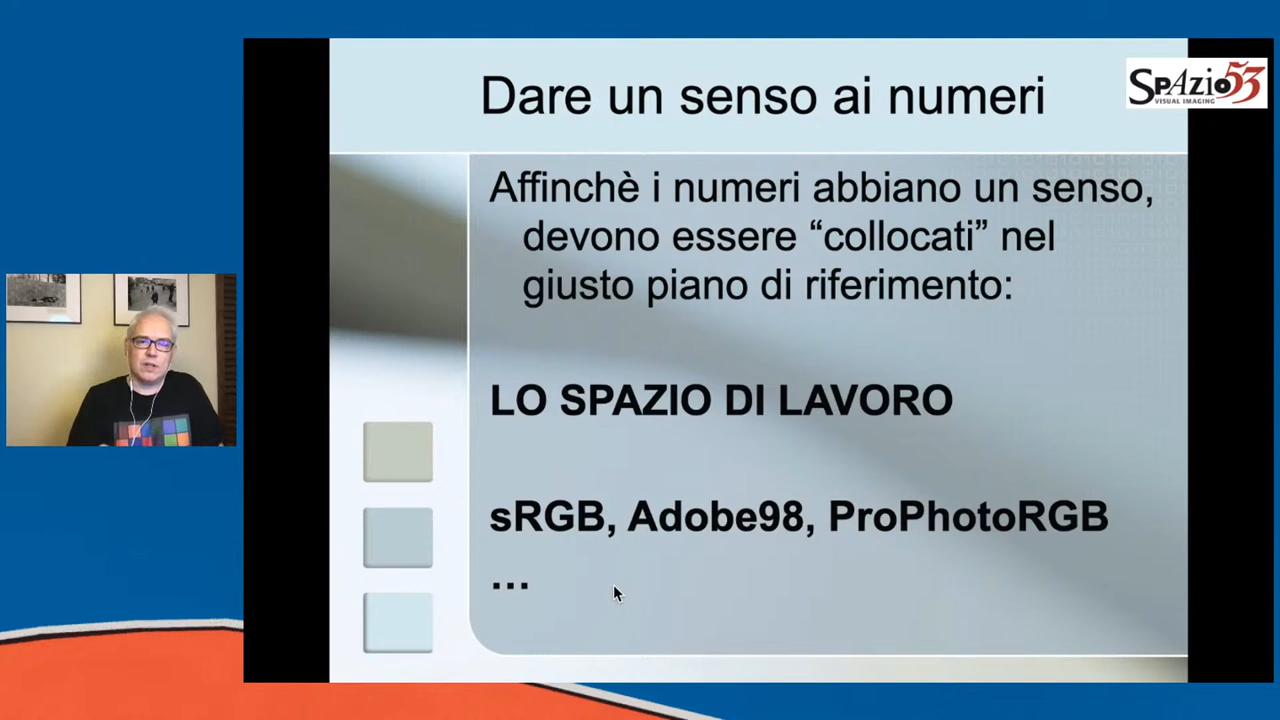 Dare un senso ai numeri
SPAZIO53
VISUAL IMAGING
Affinchè i numeri abbiano un senso,
devono essere “collocati” nel
giusto piano di riferimento:
LO SPAZIO DI LAVORO
sRGB, Adobe98, ProPhotoRGB
...